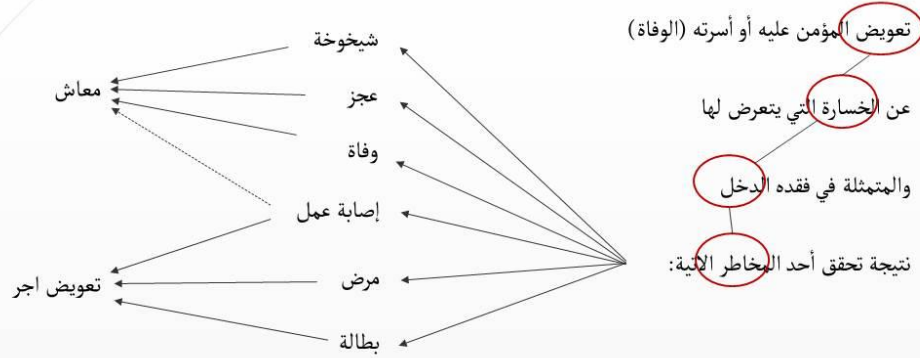 تعويض المؤمن عليه أو أسرته (الوفاة)
عن الخسارة التي يتعرض لها
والمتمثلة في فقده الدخل
نتيجة تحقق أحد المخاطر الاتية:
شيخوخة
عجز
وفاة
إصابة عمل
مرض
بطالة
معاش
تعويض اجر